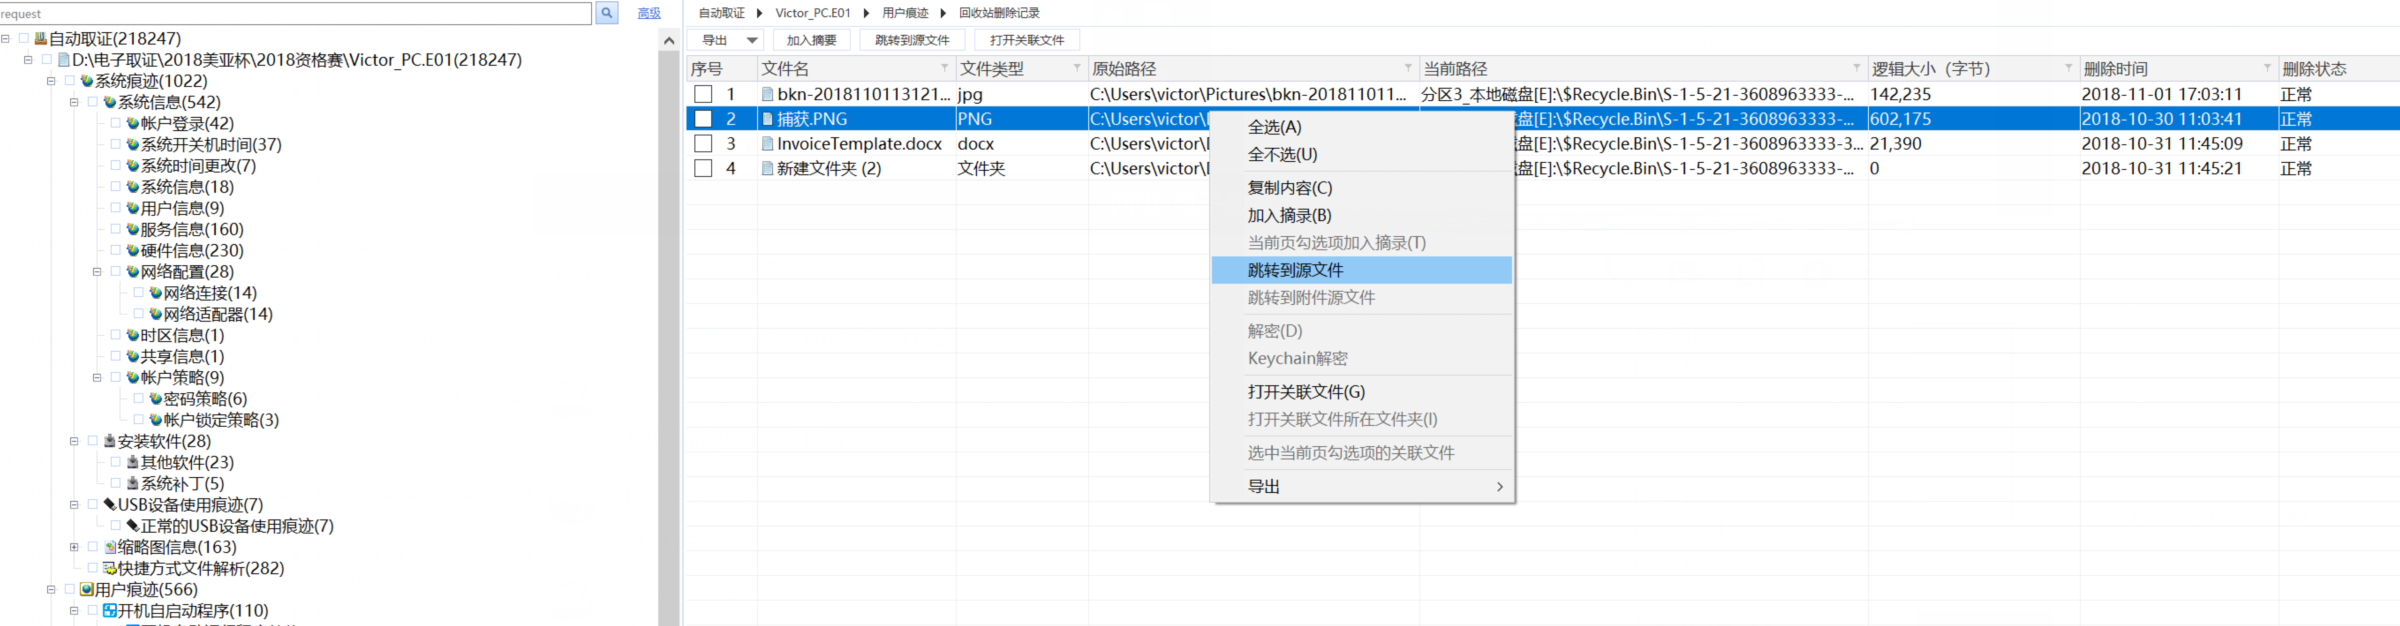 request
高级
自动取证(218247)
D:\电子取证\2018美亚杯\2018资格赛\Victor_PC.E01(218247)
系统痕迹(1022)
系统信息(542)
帐户登录(42)
系统开关机时间(37)
系统时间更改(7)
系统信息(18)
用户信息(9)
服务信息(160)
硬件信息(230)
网络配置(28)
网络连接(14)
网络适配器(14)
时区信息(1)
共享信息(1)
帐户策略(9)
密码策略(6)
帐户锁定策略(3)
安装软件(28)
其他软件(23)
系统补丁(5)
USB设备使用痕迹(7)
正常的USB设备使用痕迹(7)
缩略图信息(163)
快捷方式文件解析(282)
用户痕迹(566)
开机自启动程序(110)
自动取证 Victor_PC.E01 用户痕迹 回收站删除记录
导出 加入摘要 跳转到源文件 打开关联文件
序号 文件名 文件类型 原始路径 当前路径 逻辑大小（字节） 删除时间 删除状态
1 bkn-2018110113121... jpg C:\Users\victor\Pictures\bkn-201811011... 分区3_本地磁盘[E]:\$Recycle.Bin\S-1-5-21-3608963333-... 142,235 2018-11-01 17:03:11 正常
2 捕获.PNG PNG C:\Users\victor\ 盘[E]:\$Recycle.Bin\S-1-5-21-3608963333-... 602,175 2018-10-30 11:03:41 正常
3 InvoiceTemplate.docx docx C:\Users\victor\ 盘[E]:\$Recycle.Bin\S-1-5-21-3608963333-3... 21,390 2018-10-31 11:45:09 正常
4 新建文件夹 (2) 文件夹 C:\Users\victor\ 盘[E]:\$Recycle.Bin\S-1-5-21-3608963333-... 0 2018-10-31 11:45:21 正常
全选(A)
全不选(U)
复制内容(C)
加入摘录(B)
当前页勾选项加入摘录(T)
跳转到源文件
跳转到附件源文件
解密(D)
Keychain解密
打开关联文件(G)
打开关联文件所在文件夹(I)
选中当前页勾选项的关联文件
导出